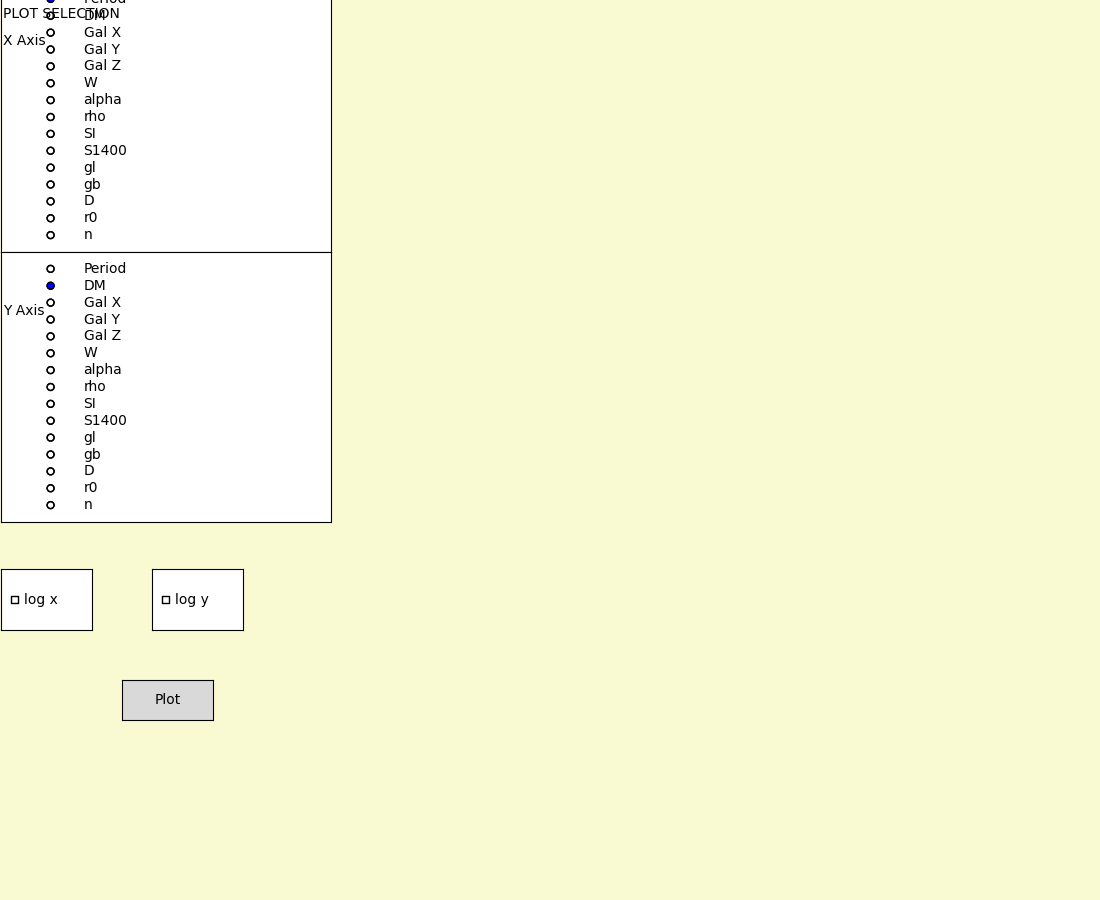 Period
PLOT SELECTION
DM
Gal X
X Axis
Gal Y
Gal Z
W
alpha
rho
SI
S1400
gl
gb
D
r0
n
Period
DM
Gal X
Y Axis
Gal Y
Gal Z
W
alpha
rho
SI
S1400
gl
gb
D
r0
n
log x
log y
Plot